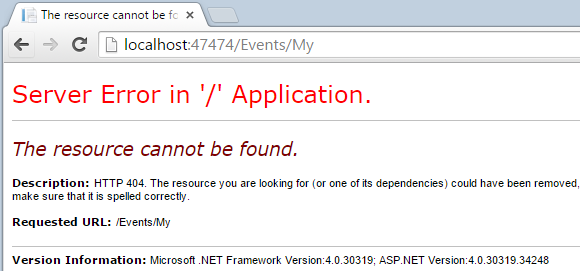 The resource cannot be fo
localhost:47474/Events/My
Server Error in '/' Application.
The resource cannot be found.
Description: HTTP 404. The resource you are looking for (or one of its dependencies) could have been removed,
make sure that it is spelled correctly.
Requested URL: /Events/My
Version Information: Microsoft .NET Framework Version:4.0.30319; ASP.NET Version:4.0.30319.34248